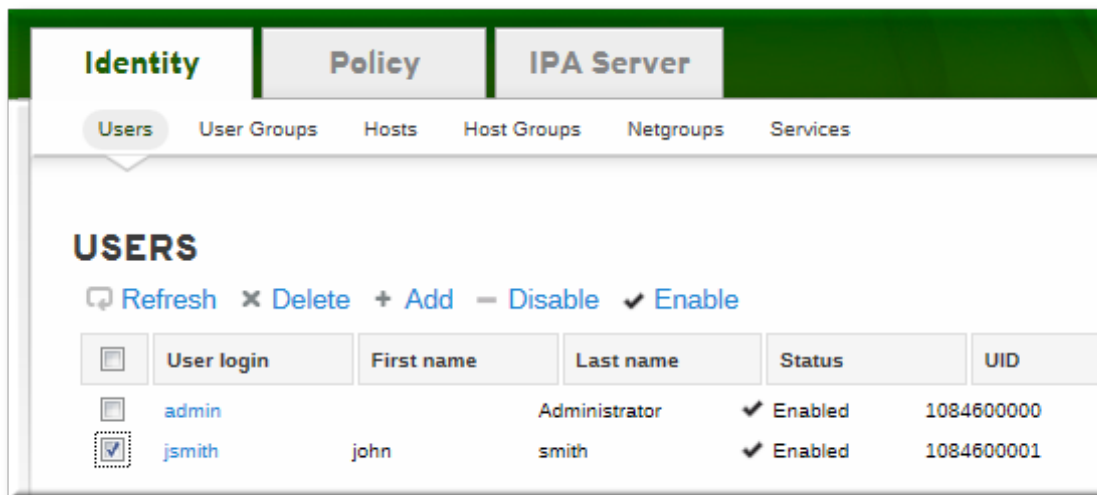 Identity Policy IPA Server
Users User Groups Hosts Host Groups Netgroups Services
USERS
Refresh Delete Add Disable Enable
User login First name Last name Status UID
admin Administrator Enabled 1084600000
jsmith john smith Enabled 1084600001